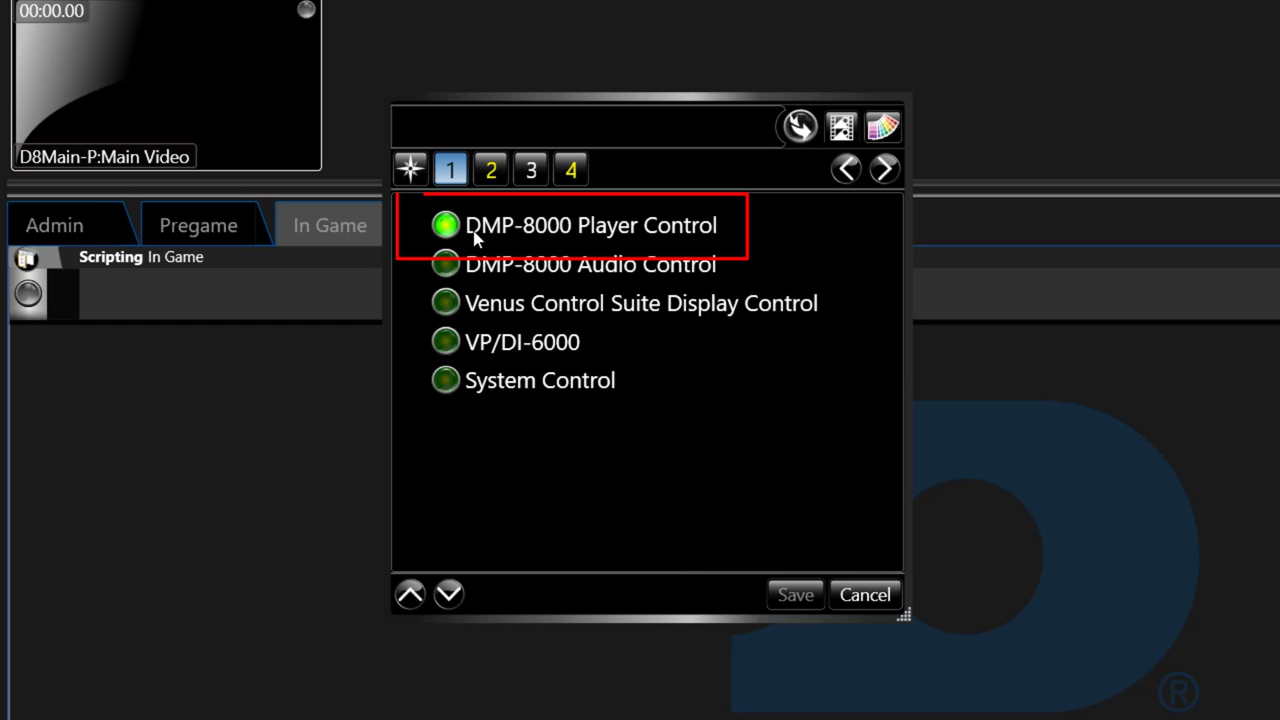 00:00.00
D8Main-P:Main Video
Admin
Pregame
In Game
Scripting In Game
1
2
3
4
DMP-8000 Player Control
DMP-8000 Audio Control
Venus Control Suite Display Control
VP/DI-6000
System Control
Save
Cancel
®